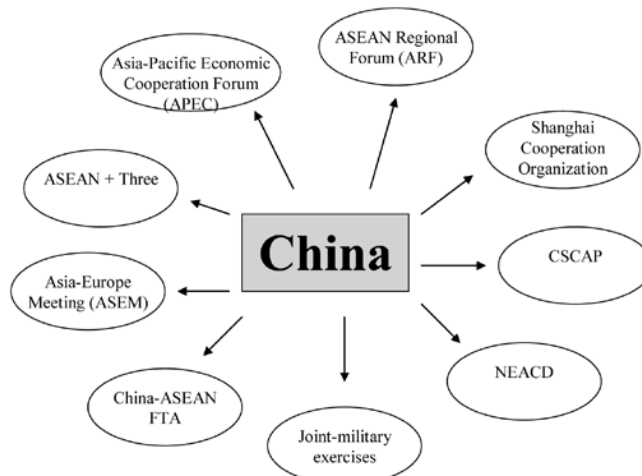 ASEAN Regional
Forum (ARF)
Asia-Pacific Economic
Cooperation Forum
(APEC)
Shanghai
Cooperation
Organization
ASEAN + Three
China
CSCAP
Asia-Europe
Meeting (ASEM)
NEACD
China-ASEAN
FTA
Joint-military
exercises